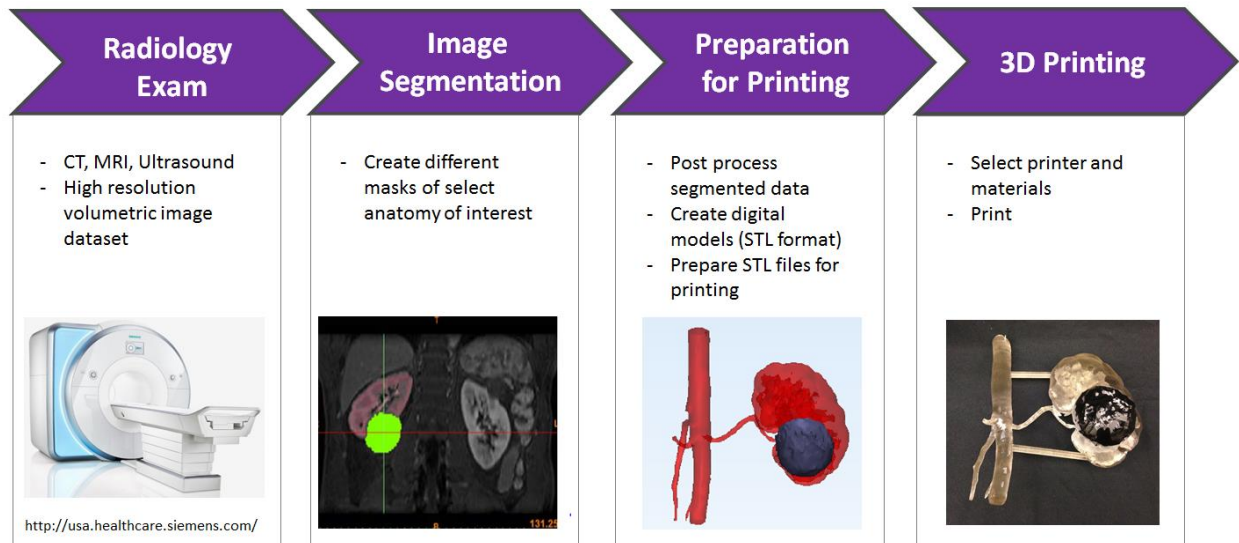 Radiology
Exam
Image
Segmentation
Preparation
for Printing
3D Printing
- CT, MRI, Ultrasound
- High resolution
volumetric image
dataset
http://usa.healthcare.siemens.com/
- Create different
masks of select
anatomy of interest
T
L
R
131.25
- Post process
segmented data
- Create digital
models (STL format)
- Prepare STL files for
printing
- Select printer and
materials
- Print